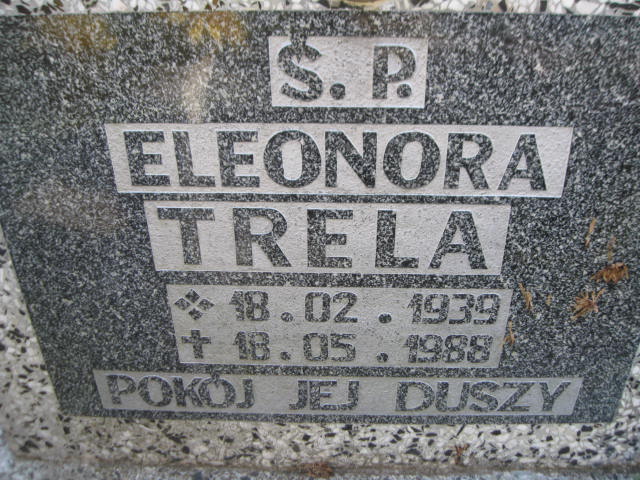 Ś. P.
ELEONORA
TRELA
18.02.1939
18.05.1988
POKÓJ JEJ DUSZY